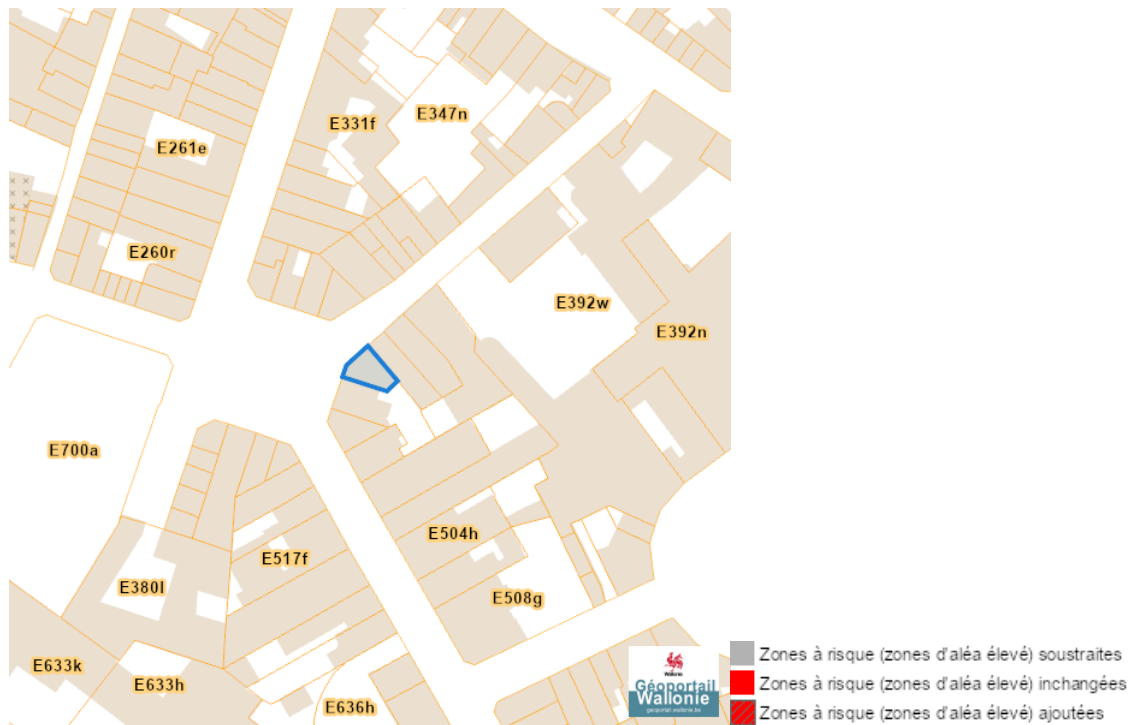 E347n
E331f
E261e
E260r
E392w
E392n
E700a
E504h
E517f
E380l
E508g
E633k
E633h
E636h
Wallonie
Géoportail
Wallonie
geoportail.wallonie.be
Zones à risque (zones d'aléa élevé) soustraites
Zones à risque (zones d'aléa élevé) inchangées
Zones à risque (zones d'aléa élevé) ajoutées